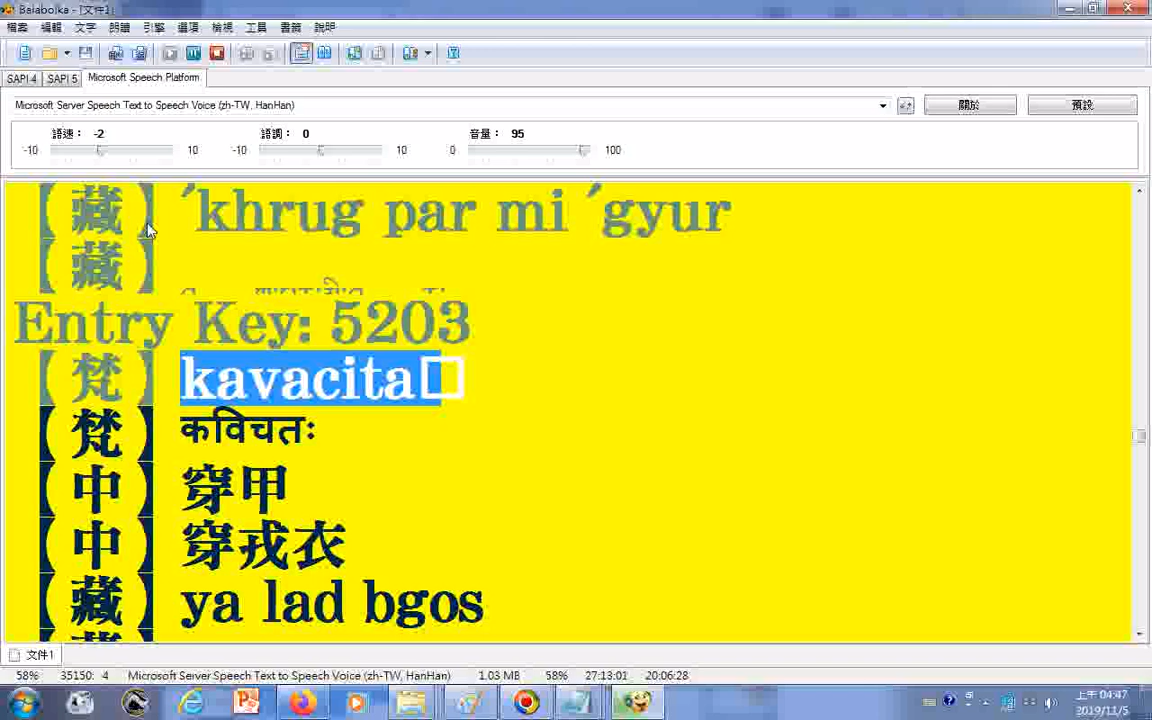 Balabolka - [文件1]
檔案 編輯 文字 朗讀 引擎 選項 檢視 工具 書籤 說明
SAPI 4 SAPI 5 Microsoft Speech Platform
Microsoft Server Speech Text to Speech Voice (zh-TW, HanHan) 關於 預設
語速： -2 語調： 0 音量： 95
-10 10 -10 10 0 100
【藏】 ´khrug par mi ´gyur
【藏】
Entry Key: 5203
【梵】 kavacita□
【梵】 कविचतः
【中】 穿甲
【中】 穿戎衣
【藏】 ya lad bgos
文件1
58% 35150: 4 Microsoft Server Speech Text to Speech Voice (zh-TW, HanHan) 1.03 MB 58% 27:13:01 20:06:28
上午 04:47
2019/11/5